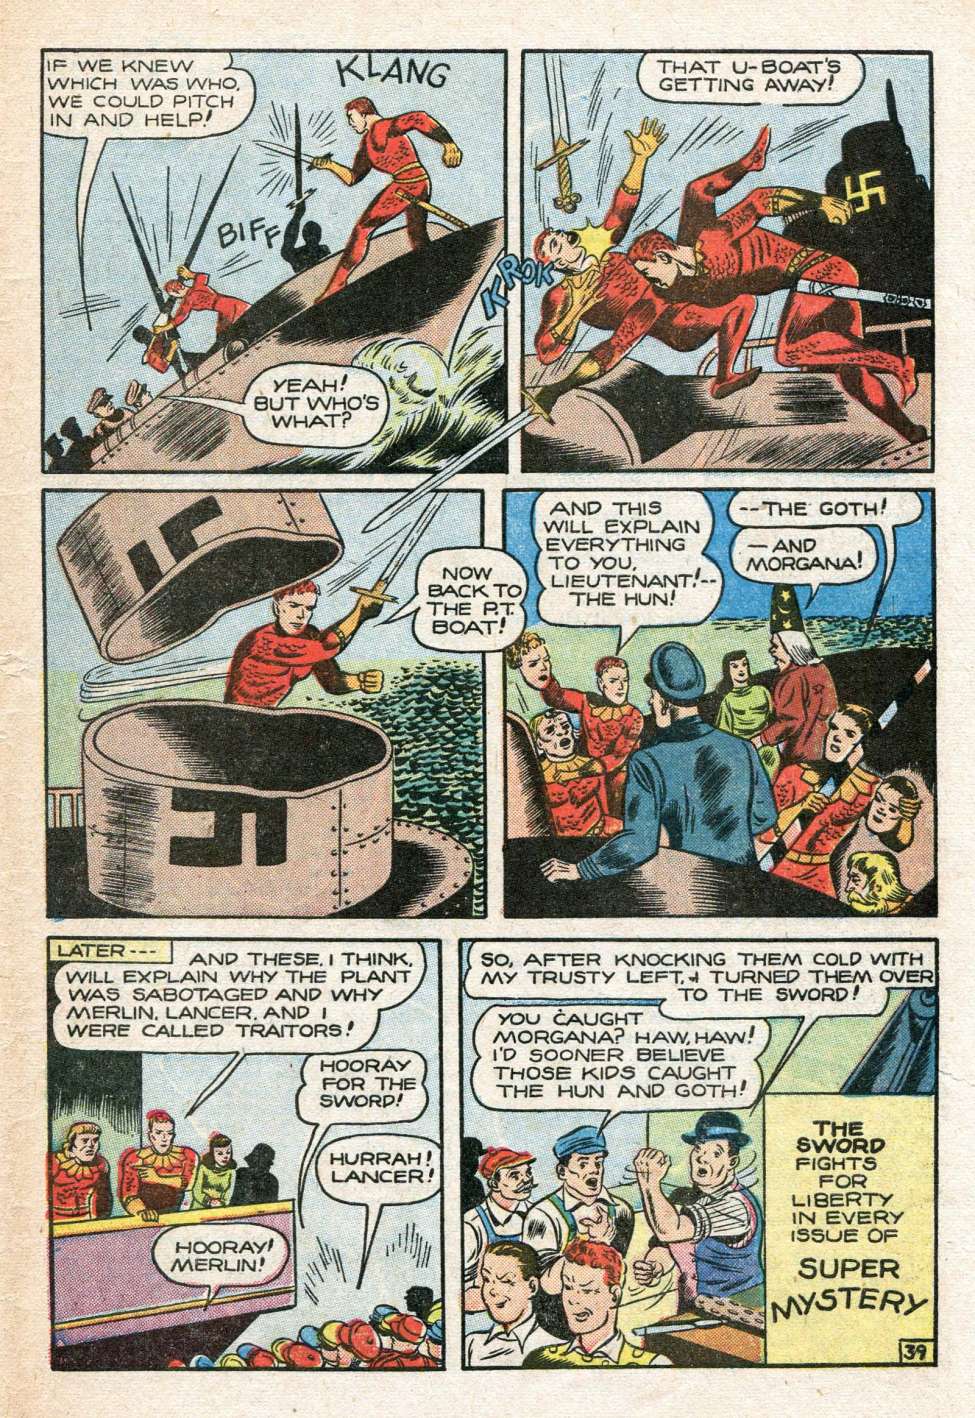 IF WE KNEW
WHICH WAS WHO,
WE COULD PITCH
IN AND HELP!
KLANG
BIFF
YEAH!
BUT WHO'S
WHAT?
THAT U-BOAT'S
GETTING AWAY!
KROK
NOW
BACK TO
THE P.T.
BOAT!
AND THIS
WILL EXPLAIN
EVERYTHING
TO YOU,
LIEUTENANT!--
THE HUN!
--THE GOTH!
—AND
MORGANA!
LATER---
AND THESE, I THINK,
WILL EXPLAIN WHY THE PLANT
WAS SABOTAGED AND WHY
MERLIN, LANCER, AND I
WERE CALLED TRAITORS!
HOORAY
FOR THE
SWORD!
HURRAH!
LANCER!
HOORAY!
MERLIN!
SO, AFTER KNOCKING THEM COLD WITH
MY TRUSTY LEFT, I TURNED THEM OVER
TO THE SWORD!
YOU CAUGHT
MORGANA? HAW, HAW!
I'D SOONER BELIEVE
THOSE KIDS CAUGHT
THE HUN AND GOTH!
THE
SWORD
FIGHTS
FOR
LIBERTY
IN EVERY
ISSUE OF
SUPER
MYSTERY
39